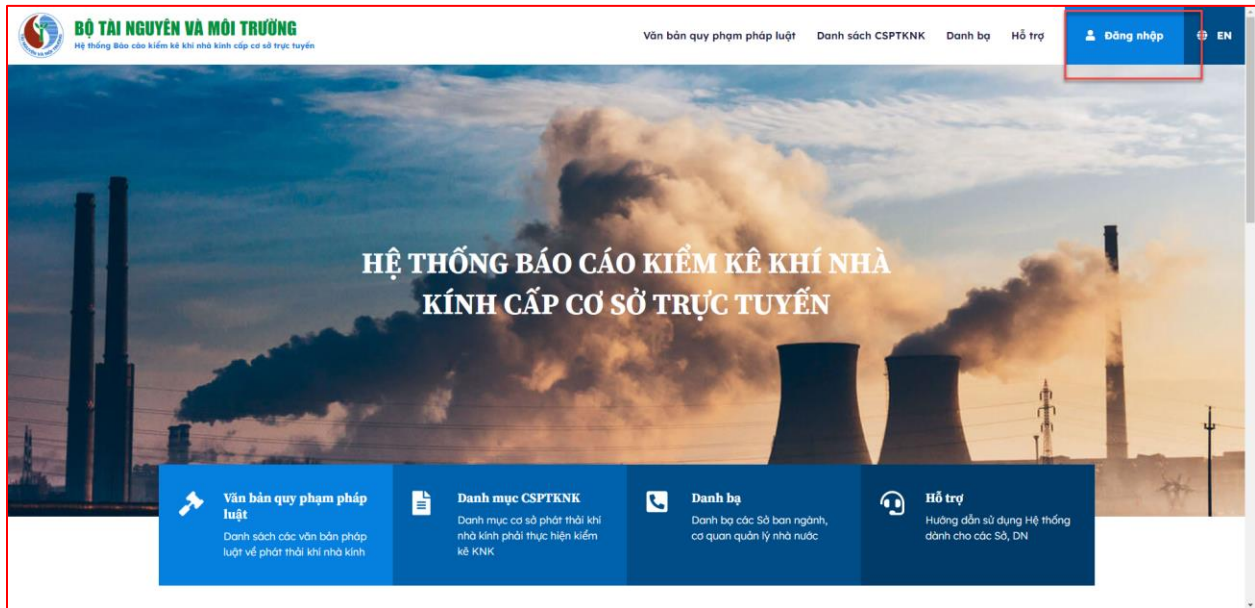 BỘ TÀI NGUYÊN VÀ MÔI TRƯỜNG
Hệ thống Báo cáo kiểm kê khí nhà kính cấp cơ sở trực tuyến
Văn bản quy phạm pháp luật Danh sách CSPTKNK Danh bạ Hỗ trợ Đăng nhập EN
HỆ THỐNG BÁO CÁO KIỂM KÊ KHÍ NHÀ
KÍNH CẤP CƠ SỞ TRỰC TUYẾN
Văn bản quy phạm pháp
luật
Danh sách các văn bản pháp
luật về phát thải khí nhà kính
Danh mục CSPTKNK
Danh mục cơ sở phát thải khí
nhà kính phải thực hiện kiểm
kê KNK
Danh bạ
Danh bạ các Sở ban ngành,
cơ quan quản lý nhà nước
Hỗ trợ
Hướng dẫn sử dụng Hệ thống
dành cho các Sở, DN